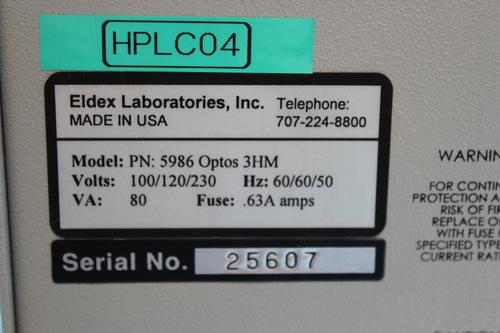 HPLC04
Eldex Laboratories, Inc. Telephone:
MADE IN USA 707-224-8800
Model: PN: 5986 Optos 3HM
Volts: 100/120/230 Hz: 60/60/50
VA: 80 Fuse: .63A amps
Serial No. 25607
WARNIN
FOR CONTIN
PROTECTION A
RISK OF FI
REPLACE O
WITH FUSE
SPECIFIED TYPE
CURRENT RAT